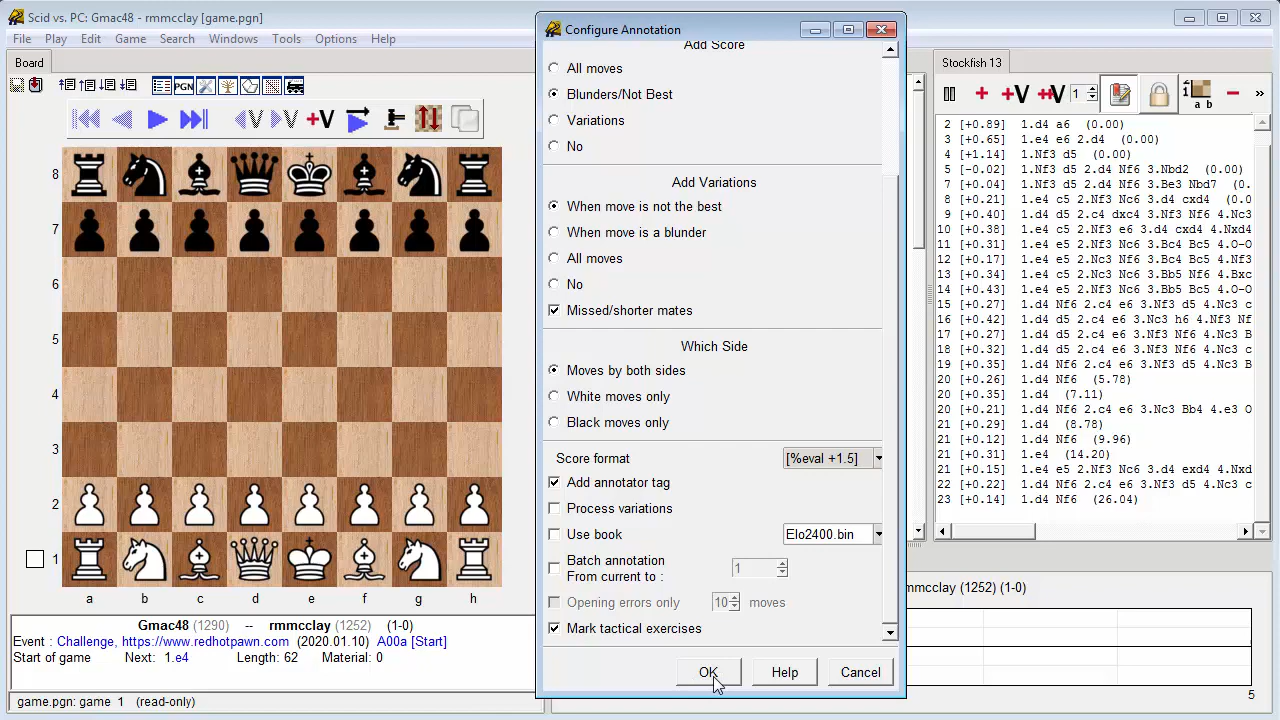 Scid vs. PC: Gmac48 - rmmcclay [game.pgn]
File Play Edit Game Search Windows Tools Options Help
Board
PGN
8
7
6
5
4
3
2
1
a b c d e f g h
Gmac48 (1290) -- rmmcclay (1252) (1-0)
Event : Challenge, https://www.redhotpawn.com (2020.01.10) A00a [Start]
Start of game Next: 1.e4 Length: 62 Material: 0
game.pgn: game 1 (read-only)
Configure Annotation
Add Score
All moves
Blunders/Not Best
Variations
No
Add Variations
When move is not the best
When move is a blunder
All moves
No
Missed/shorter mates
Which Side
Moves by both sides
White moves only
Black moves only
Score format [%eval +1.5]
Add annotator tag
Process variations
Use book Elo2400.bin
Batch annotation
From current to : 1
Opening errors only 10 moves
Mark tactical exercises
OK Help Cancel
Stockfish 13
+V +V 1 a b »
2 [+0.89] 1.d4 a6 (0.00)
3 [+0.65] 1.e4 e6 2.d4 (0.00)
4 [+1.14] 1.Nf3 d5 (0.00)
5 [-0.02] 1.Nf3 d5 2.d4 Nf6 3.Nbd2 (0.00)
7 [+0.04] 1.Nf3 d5 2.d4 Nf6 3.Be3 Nbd7 (0.
8 [+0.21] 1.e4 c5 2.Nf3 Nc6 3.d4 cxd4 (0.0
9 [+0.40] 1.d4 d5 2.c4 dxc4 3.Nf3 Nf6 4.Nc3
10 [+0.38] 1.e4 c5 2.Nf3 e6 3.d4 cxd4 4.Nxd4
11 [+0.31] 1.e4 e5 2.Nf3 Nc6 3.Bc4 Bc5 4.O-O
12 [+0.17] 1.e4 e5 2.Nc3 Nf6 3.Bc4 Bc5 4.Nf3
13 [+0.34] 1.e4 c5 2.Nc3 Nc6 3.Bb5 Nf6 4.Bxc
14 [+0.43] 1.e4 e5 2.Nf3 Nc6 3.Bb5 Bc5 4.O-O
15 [+0.27] 1.d4 d5 2.c4 e6 3.Nf3 d5 4.Nc3 c
16 [+0.42] 1.d4 d5 2.c4 e6 3.Nc3 h6 4.Nf3 Nf
17 [+0.27] 1.d4 d5 2.c4 e6 3.Nf3 d5 4.Nc3 B
18 [+0.32] 1.d4 d5 2.c4 e6 3.Nf3 Nf6 4.Nc3 c
19 [+0.35] 1.d4 Nf6 2.c4 e6 3.Nf3 d5 4.Nc3 B
20 [+0.26] 1.d4 Nf6 (5.78)
20 [+0.35] 1.d4 (7.11)
20 [+0.21] 1.d4 Nf6 2.c4 e6 3.Nc3 Bb4 4.e3 O
21 [+0.29] 1.d4 (8.78)
21 [+0.12] 1.d4 Nf6 (9.96)
21 [+0.31] 1.e4 (14.20)
21 [+0.15] 1.e4 e5 2.Nf3 Nc6 3.d4 exd4 4.Nxd
22 [+0.22] 1.d4 Nf6 2.c4 e6 3.Nf3 d5 4.Nc3 B
23 [+0.14] 1.d4 Nf6 (26.04)
mmcclay (1252) (1-0)
5